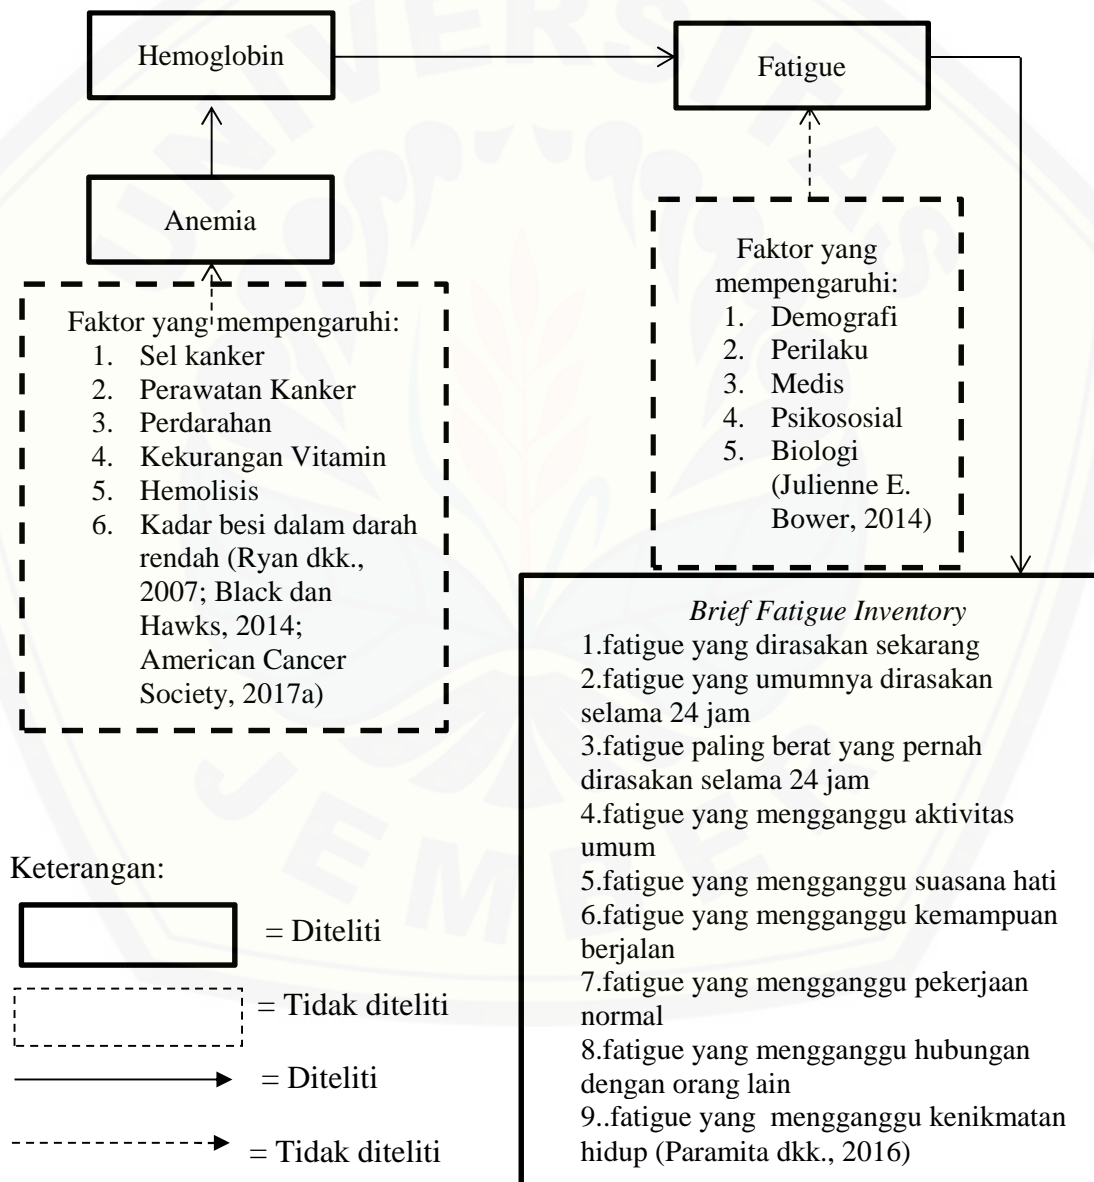 Hemoglobin
Fatigue
Anemia
Faktor yang mempengaruhi:
1. Sel kanker
2. Perawatan Kanker
3. Perdarahan
4. Kekurangan Vitamin
5. Hemolisis
6. Kadar besi dalam darah
rendah (Ryan dkk.,
2007; Black dan
Hawks, 2014;
American Cancer
Society, 2017a)
Faktor yang
mempengaruhi:
1. Demografi
2. Perilaku
3. Medis
4. Psikososial
5. Biologi
(Julienne E.
Bower, 2014)
Brief Fatigue Inventory
1.fatigue yang dirasakan sekarang
2.fatigue yang umumnya dirasakan
selama 24 jam
3.fatigue paling berat yang pernah
dirasakan selama 24 jam
4.fatigue yang mengganggu aktivitas
umum
5.fatigue yang mengganggu suasana hati
6.fatigue yang mengganggu kemampuan
berjalan
7.fatigue yang mengganggu pekerjaan
normal
8.fatigue yang mengganggu hubungan
dengan orang lain
9..fatigue yang mengganggu kenikmatan
hidup (Paramita dkk., 2016)
Keterangan:
= Diteliti
= Tidak diteliti
= Diteliti
= Tidak diteliti
UNIVERSITAS
JEMBER